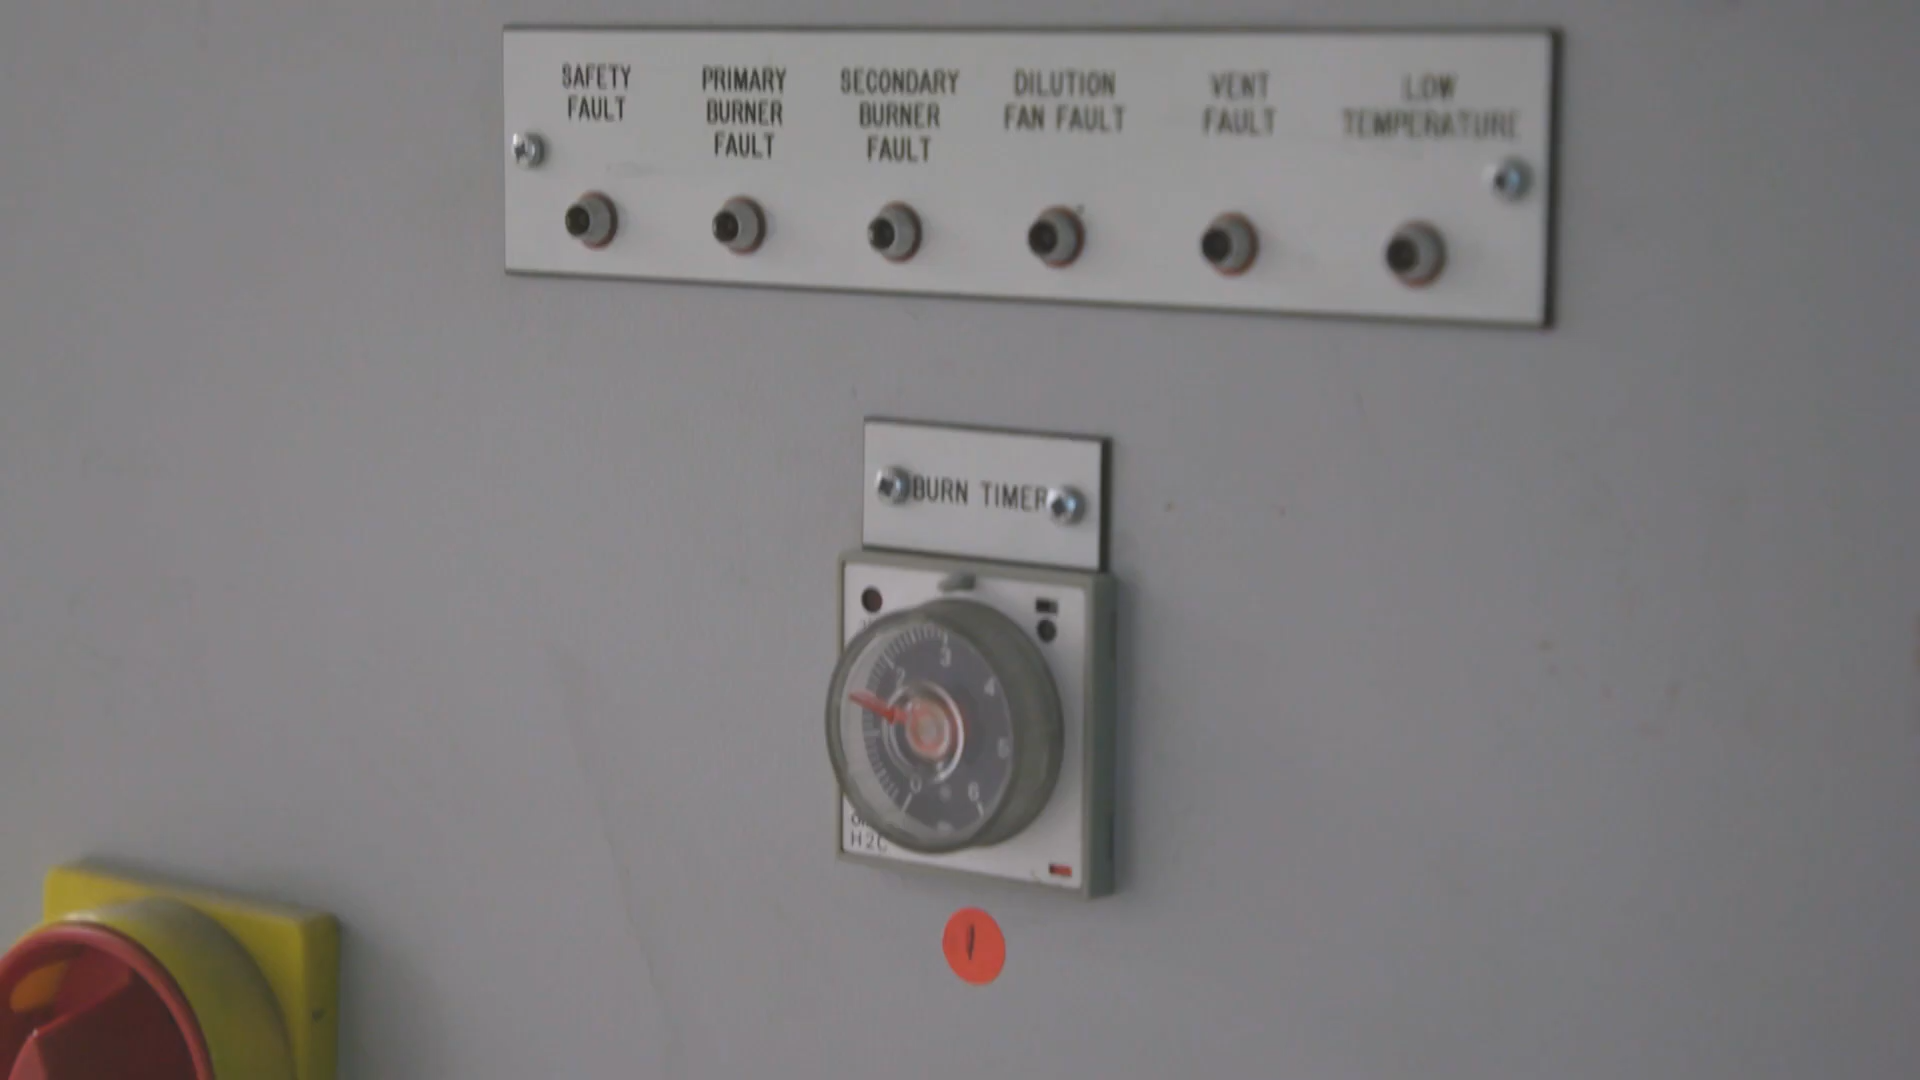 SAFETY
FAULT
PRIMARY
BURNER
FAULT
SECONDARY
BURNER
FAULT
DILUTION
FAN FAULT
VENT
FAULT
LOW
TEMPERATURE
BURN TIMER
3
2
4
5
0
6
H2C
1